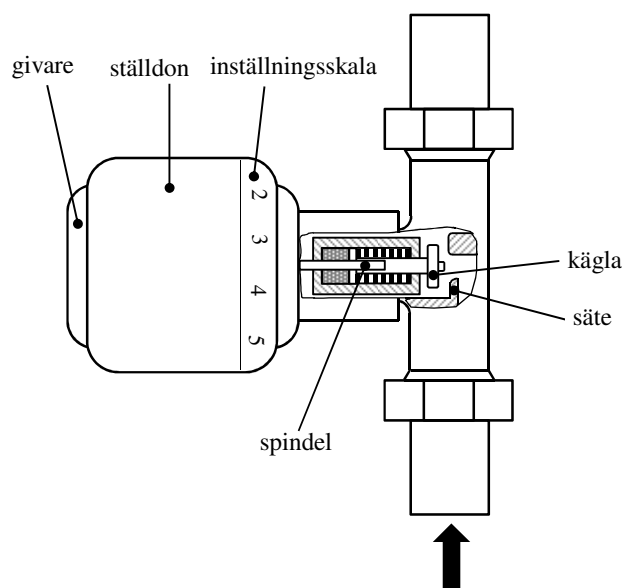 givare
ställdon
inställningsskala
2
3
4
5
kägla
säte
spindel